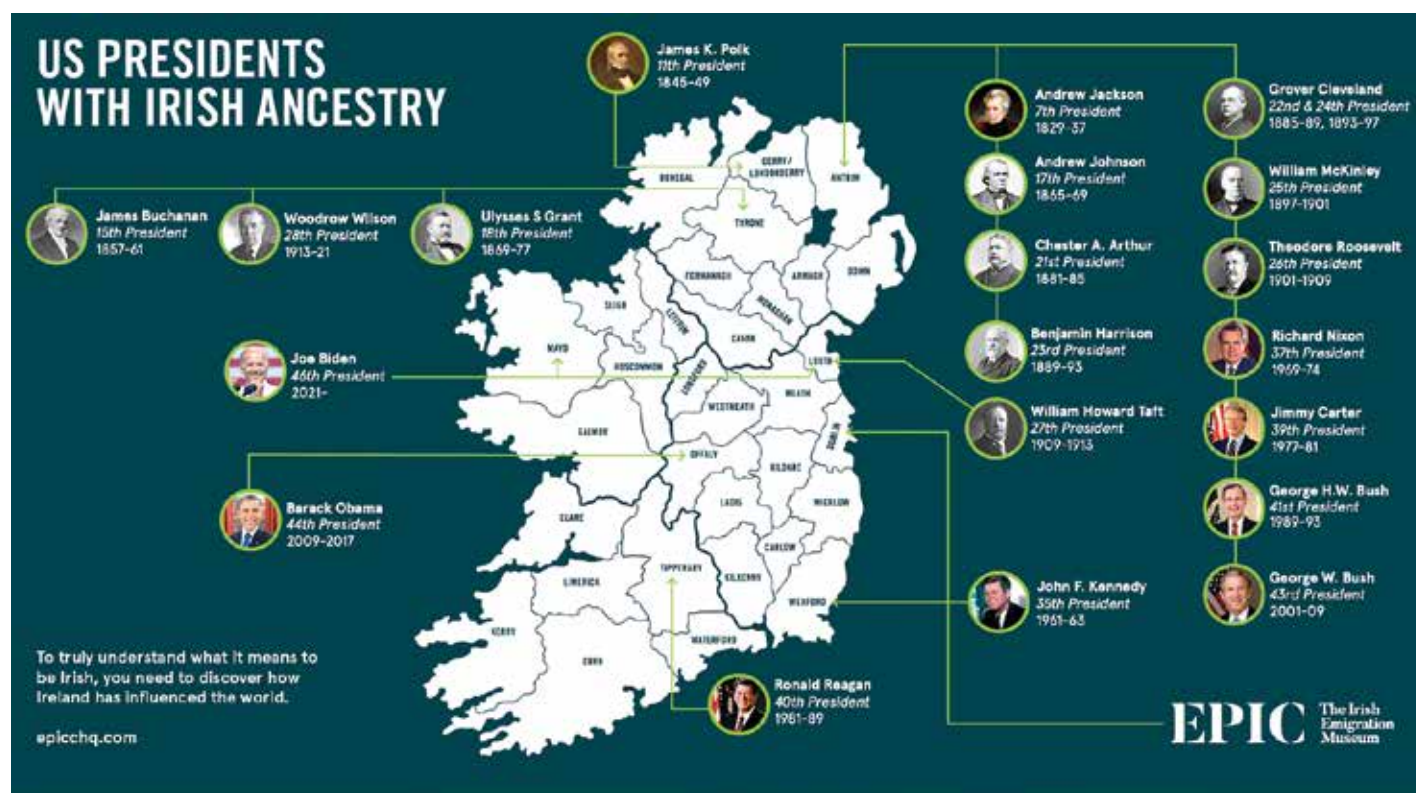 US PRESIDENTS
WITH IRISH ANCESTRY
James K. Polk
11th President
1845-49
Andrew Jackson
7th President
1829-37
Grover Cleveland
22nd & 24th President
1885-89, 1893-97
Andrew Johnson
17th President
1865-69
William McKinley
25th President
1897-1901
James Buchanan
15th President
1857-61
Woodrow Wilson
28th President
1913-21
Ulysses S Grant
18th President
1869-77
Chester A. Arthur
21st President
1881-85
Theodore Roosevelt
26th President
1901-1909
Benjamin Harrison
23rd President
1889-93
Richard Nixon
37th President
1969-74
Joe Biden
46th President
2021-
William Howard Taft
27th President
1909-1913
Jimmy Carter
39th President
1977-81
Barack Obama
44th President
2009-2017
George H.W. Bush
41st President
1989-93
John F. Kennedy
35th President
1961-63
George W. Bush
43rd President
2001-09
Ronald Reagan
40th President
1981-89
DONEGAL
DERRY /
LONDONDERRY
ANTRIM
TYRONE
FERMANAGH
ARMAGH
DOWN
MONAGHAN
SLIGO
LEITRIM
CAVAN
MAYO
ROSCOMMON
LONGFORD
LOUTH
MEATH
WESTMEATH
DUBLIN
GALWAY
OFFALY
KILDARE
LAOIS
WICKLOW
CLARE
CARLOW
TIPPERARY
KILKENNY
LIMERICK
WEXFORD
KERRY
WATERFORD
CORK
To truly understand what it means to
be Irish, you need to discover how
Ireland has influenced the world.
epicchq.com
EPIC
The Irish
Emigration
Museum